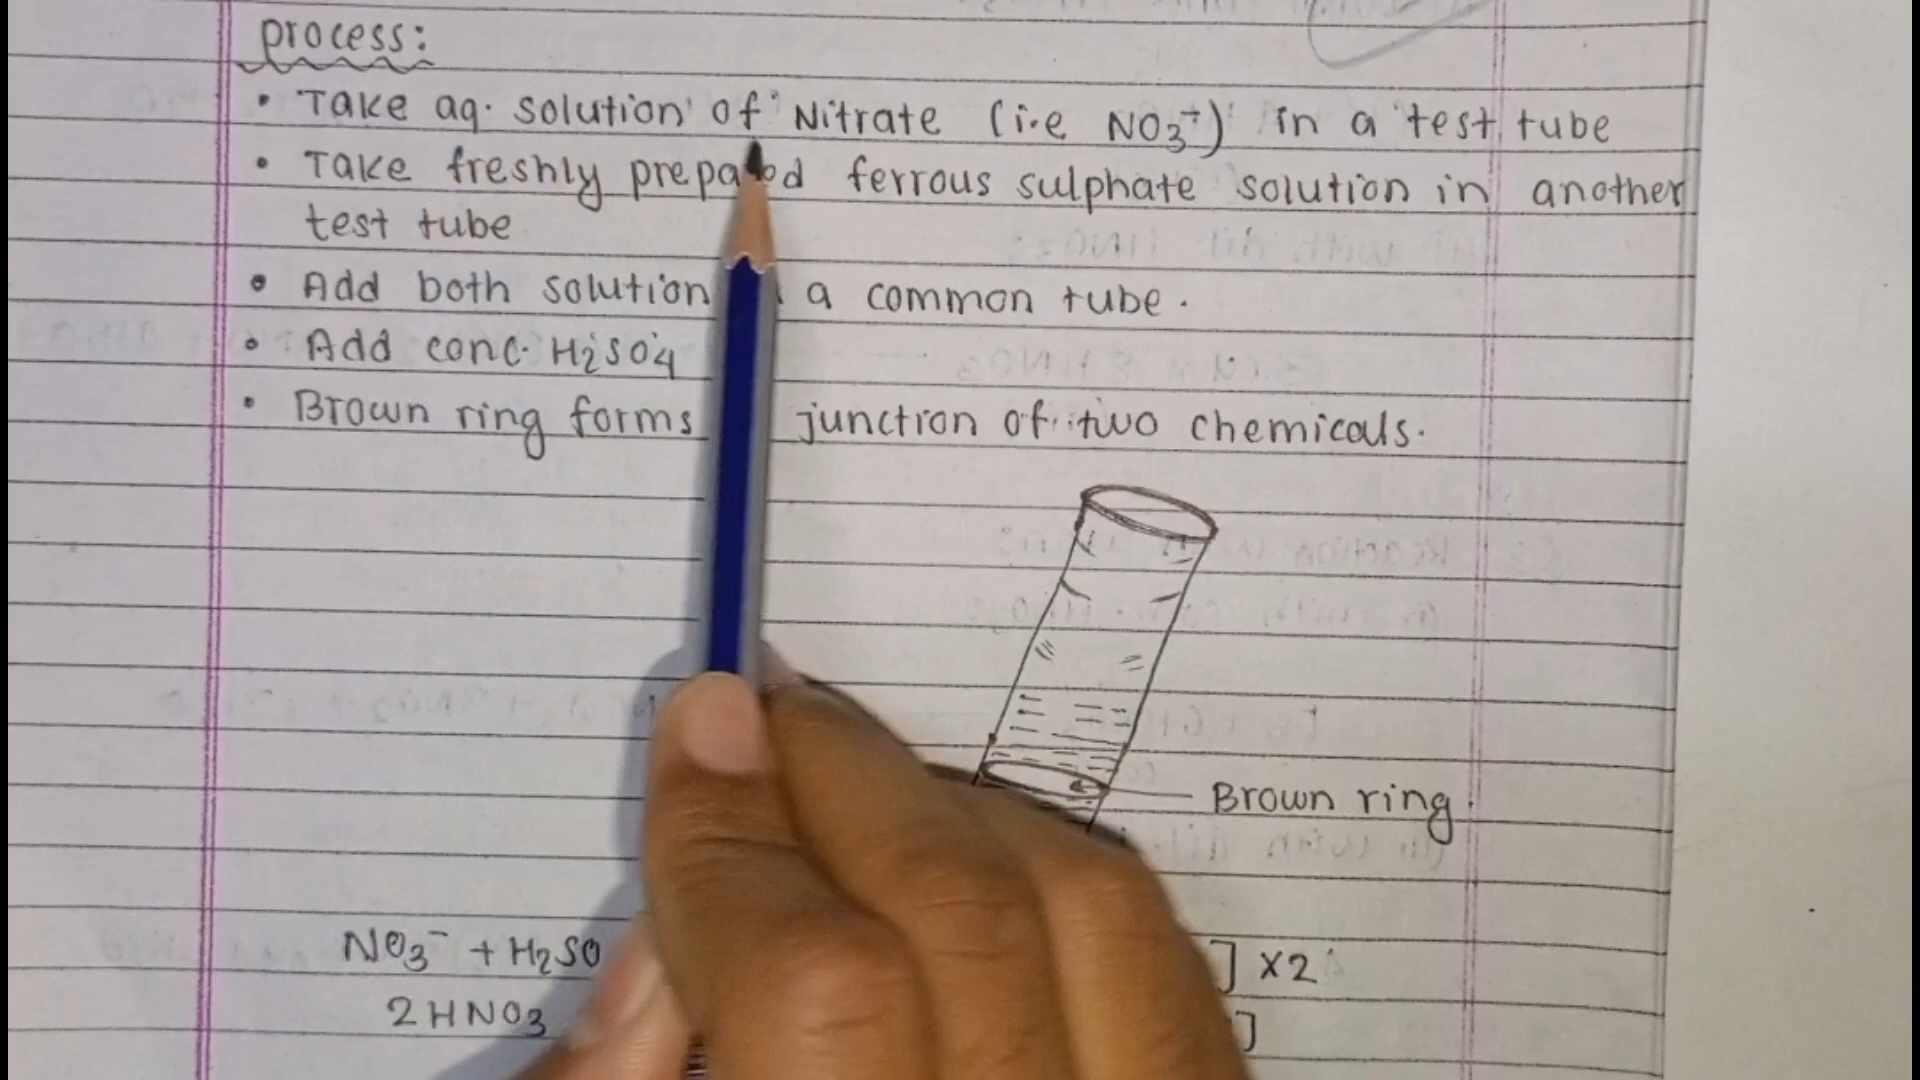 process:
• Take aq. solution of Nitrate (i.e NO3⁺) in a test tube
• Take freshly prepared ferrous sulphate solution in another
test tube
• Add both solution a common tube.
• Add conc. H2SO4
• Brown ring forms junction of two chemicals.
Brown ring
NO3⁻ + H2SO ] ×2
2HNO3 ]